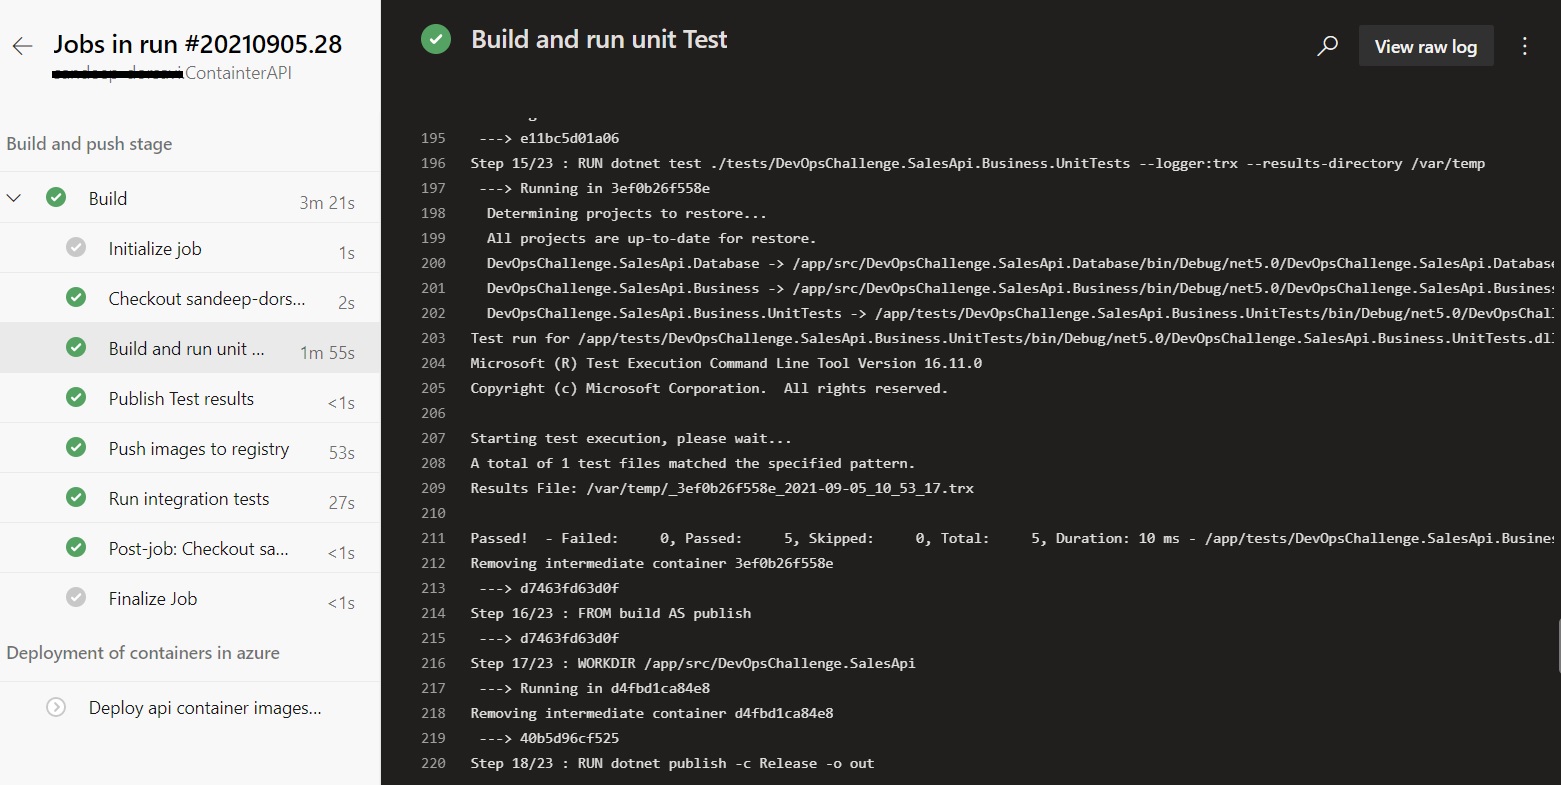 Jobs in run #20210905.28
ContainterAPI
Build and push stage
Build 3m 21s
Initialize job 1s
Checkout sandeep-dors... 2s
Build and run unit ... 1m 55s
Publish Test results <1s
Push images to registry 53s
Run integration tests 27s
Post-job: Checkout sa... <1s
Finalize Job <1s
Deployment of containers in azure
Deploy api container images...
Build and run unit Test
View raw log
195 ---> e11bc5d01a06
196 Step 15/23 : RUN dotnet test ./tests/DevOpsChallenge.SalesApi.Business.UnitTests --logger:trx --results-directory /var/temp
197 ---> Running in 3ef0b26f558e
198 Determining projects to restore...
199 All projects are up-to-date for restore.
200 DevOpsChallenge.SalesApi.Database -> /app/src/DevOpsChallenge.SalesApi.Database/bin/Debug/net5.0/DevOpsChallenge.SalesApi.Database
201 DevOpsChallenge.SalesApi.Business -> /app/src/DevOpsChallenge.SalesApi.Business/bin/Debug/net5.0/DevOpsChallenge.SalesApi.Business
202 DevOpsChallenge.SalesApi.Business.UnitTests -> /app/tests/DevOpsChallenge.SalesApi.Business.UnitTests/bin/Debug/net5.0/DevOpsChal
203 Test run for /app/tests/DevOpsChallenge.SalesApi.Business.UnitTests/bin/Debug/net5.0/DevOpsChallenge.SalesApi.Business.UnitTests.dl
204 Microsoft (R) Test Execution Command Line Tool Version 16.11.0
205 Copyright (c) Microsoft Corporation.  All rights reserved.
206
207 Starting test execution, please wait...
208 A total of 1 test files matched the specified pattern.
209 Results File: /var/temp/_3ef0b26f558e_2021-09-05_10_53_17.trx
210
211 Passed!  - Failed:     0, Passed:     5, Skipped:     0, Total:     5, Duration: 10 ms - /app/tests/DevOpsChallenge.SalesApi.Busines
212 Removing intermediate container 3ef0b26f558e
213 ---> d7463fd63d0f
214 Step 16/23 : FROM build AS publish
215 ---> d7463fd63d0f
216 Step 17/23 : WORKDIR /app/src/DevOpsChallenge.SalesApi
217 ---> Running in d4fbd1ca84e8
218 Removing intermediate container d4fbd1ca84e8
219 ---> 40b5d96cf525
220 Step 18/23 : RUN dotnet publish -c Release -o out